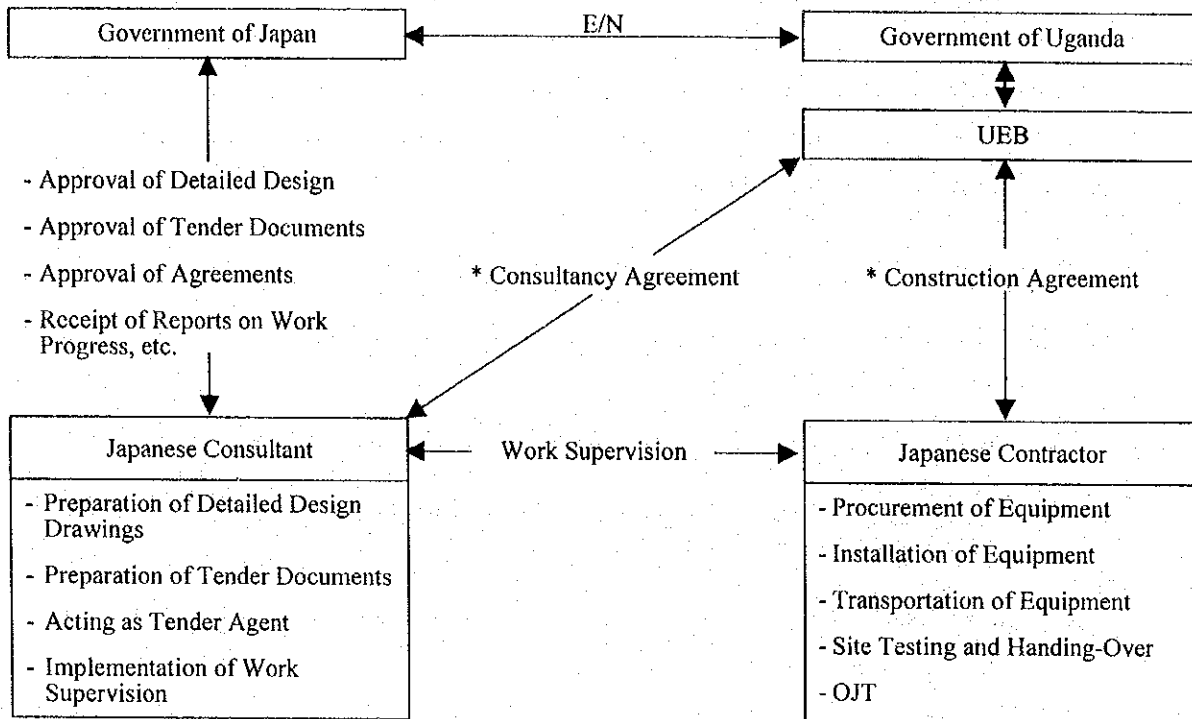 Government of Japan
E/N
Government of Uganda
UEB
- Approval of Detailed Design
- Approval of Tender Documents
- Approval of Agreements
- Receipt of Reports on Work
Progress, etc.
* Consultancy Agreement
* Construction Agreement
Japanese Consultant
Work Supervision
Japanese Contractor
- Preparation of Detailed Design
Drawings
- Preparation of Tender Documents
- Acting as Tender Agent
- Implementation of Work
Supervision
- Procurement of Equipment
- Installation of Equipment
- Transportation of Equipment
- Site Testing and Handing-Over
- OJT